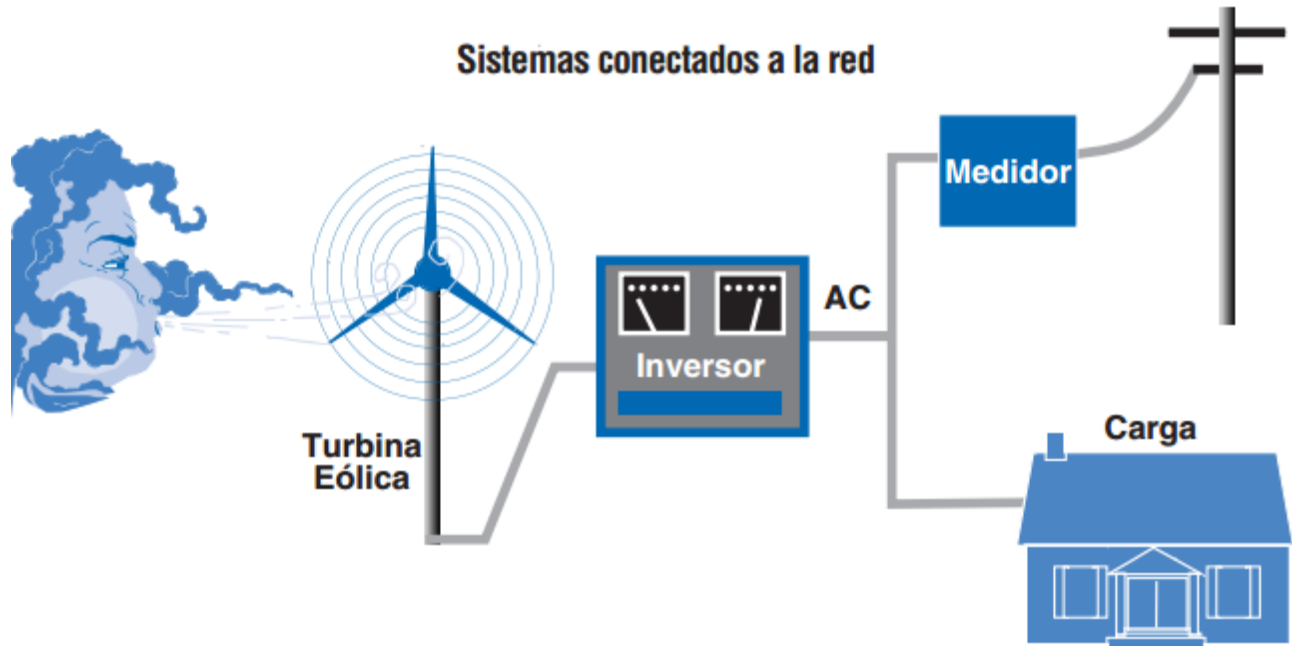 Sistemas conectados a la red
Medidor
AC
Inversor
Carga
Turbina
Eólica